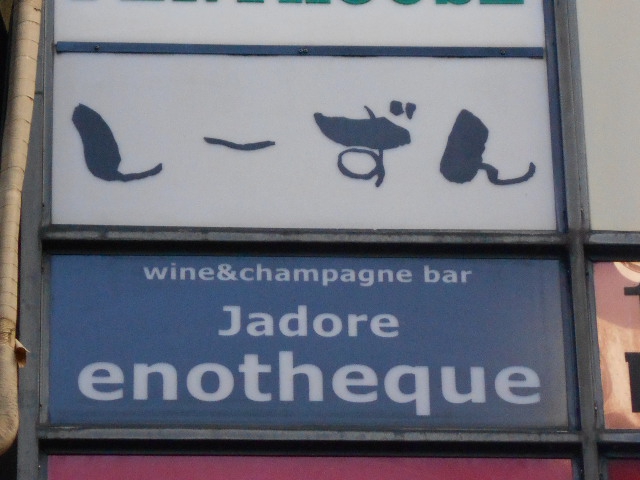 し〜ずん
wine&champagne bar
Jadore
enotheque